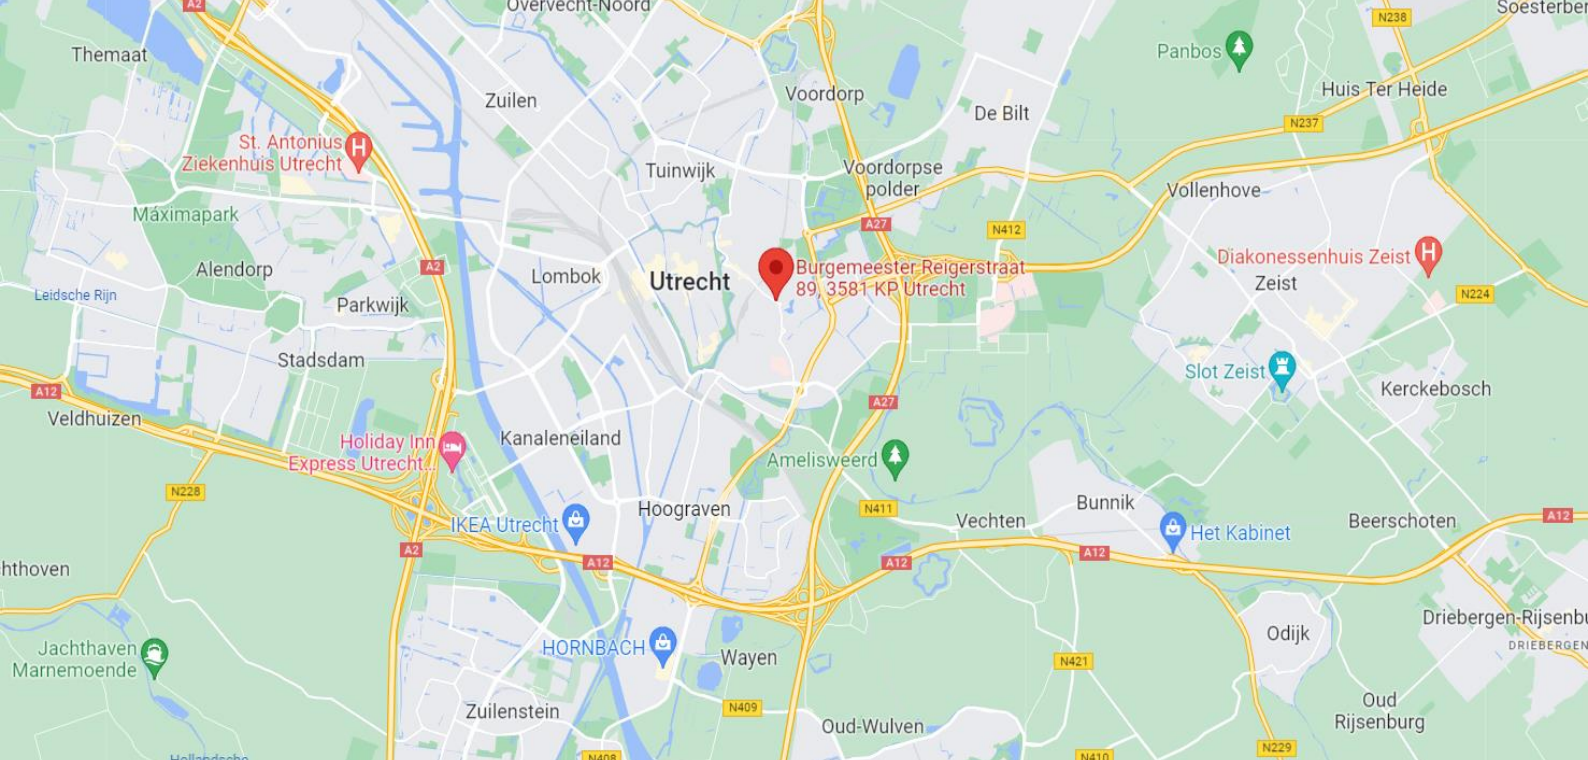 A2
Overvecht-Noord
N238
Soesterber
Themaat
Panbos
Zuilen
Voordorp
De Bilt
Huis Ter Heide
N237
St. Antonius
Ziekenhuis Utrecht
Tuinwijk
Voordorpse
polder
Vollenhove
Máximapark
A27
N412
Alendorp
A2
Lombok
Utrecht
Burgemeester Reigerstraat
89, 3581 KP Utrecht
Diakonessenhuis Zeist
Zeist
Leidsche Rijn
Parkwijk
N224
Stadsdam
Slot Zeist
A12
Kerckebosch
Veldhuizen
A27
Holiday Inn
Express Utrecht...
Kanaleneiland
Amelisweerd
N228
Hoograven
N411
Bunnik
IKEA Utrecht
Vechten
Het Kabinet
Beerschoten
A12
A2
A12
A12
A12
hthoven
Driebergen-Rijsenbu
DRIEBERGEN
Odijk
Jachthaven
Marnemoende
HORNBACH
Wayen
N421
Zuilenstein
N409
Oud-Wulven
Oud
Rijsenburg
N408
N410
N229
Hollandsche